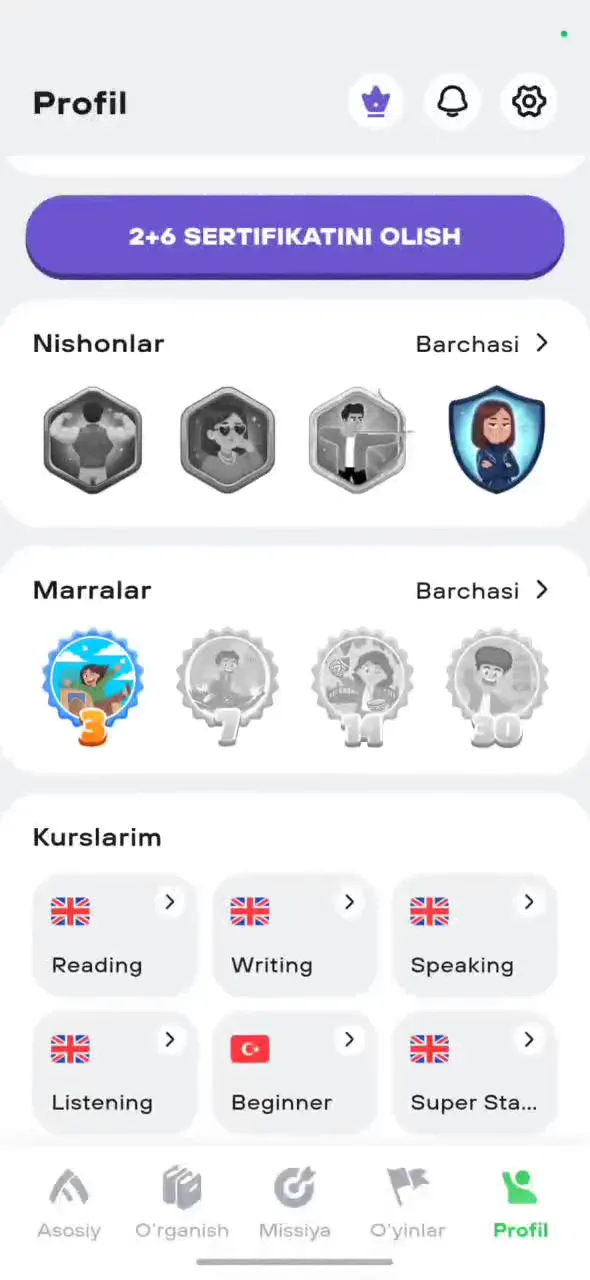 Profil
2+6 SERTIFIKATINI OLISH
Nishonlar
Barchasi
Marralar
Barchasi
3
7
14
30
Kurslarim
Reading
Writing
Speaking
Listening
Beginner
Super Sta...
Asosiy
O'rganish
Missiya
O'yinlar
Profil